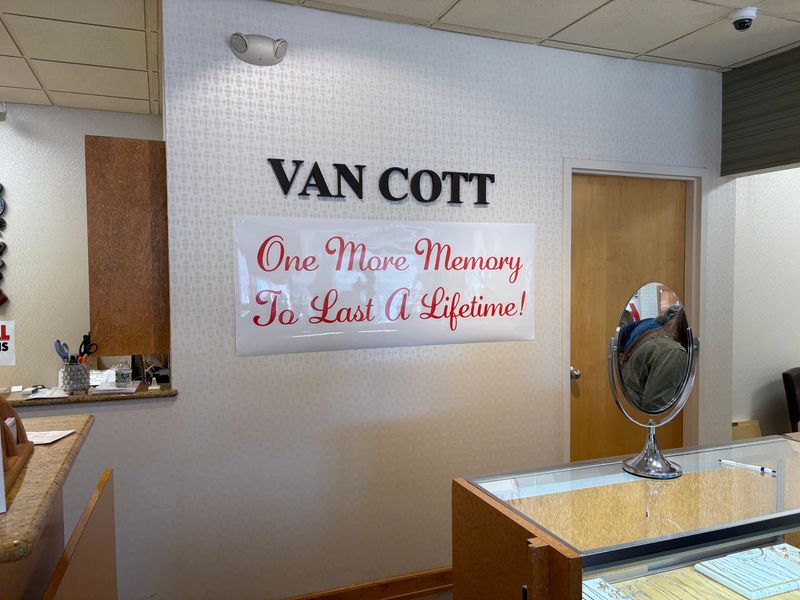 VAN COTT
One More Memory
To Last A Lifetime!